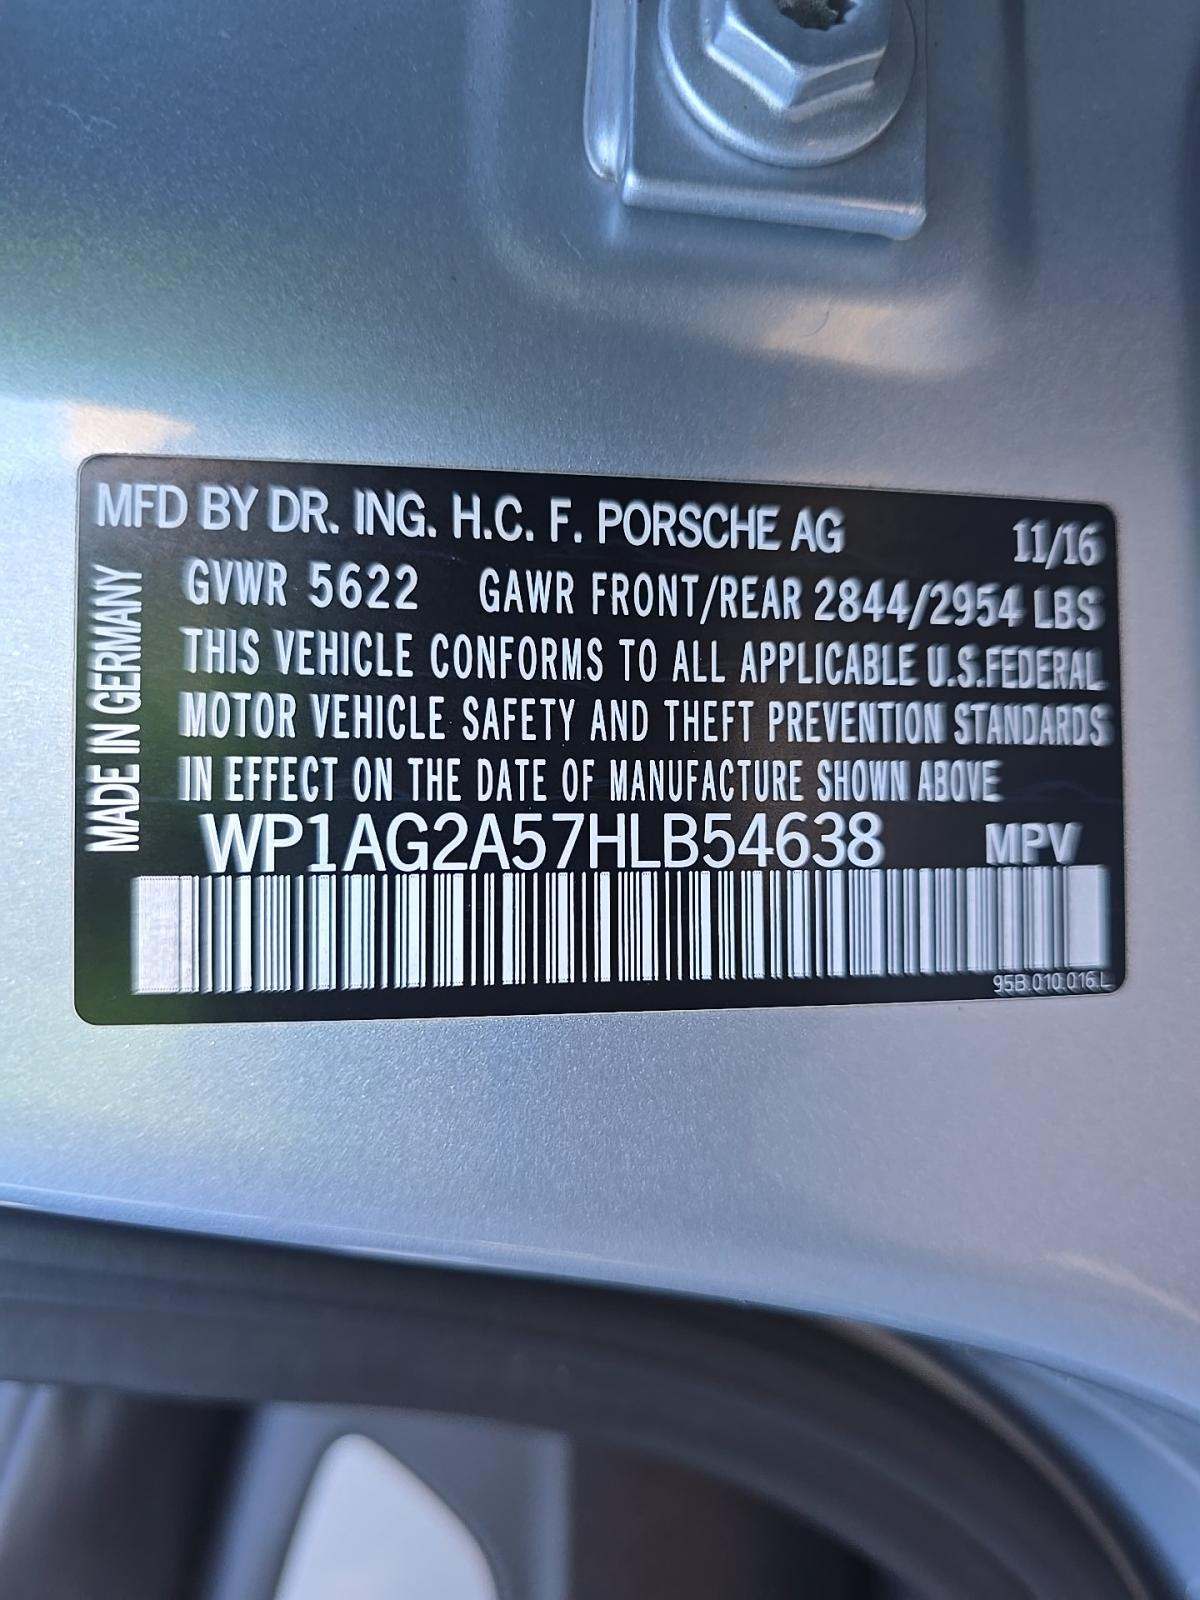 MFD BY DR. ING. H.C. F. PORSCHE AG 11/16
GVWR 5622 GAWR FRONT/REAR 2844/2954 LBS
THIS VEHICLE CONFORMS TO ALL APPLICABLE U.S.FEDERAL
MOTOR VEHICLE SAFETY AND THEFT PREVENTION STANDARDS
IN EFFECT ON THE DATE OF MANUFACTURE SHOWN ABOVE
WP1AG2A57HLB54638 MPV
95B.010.016.L
MADE IN GERMANY